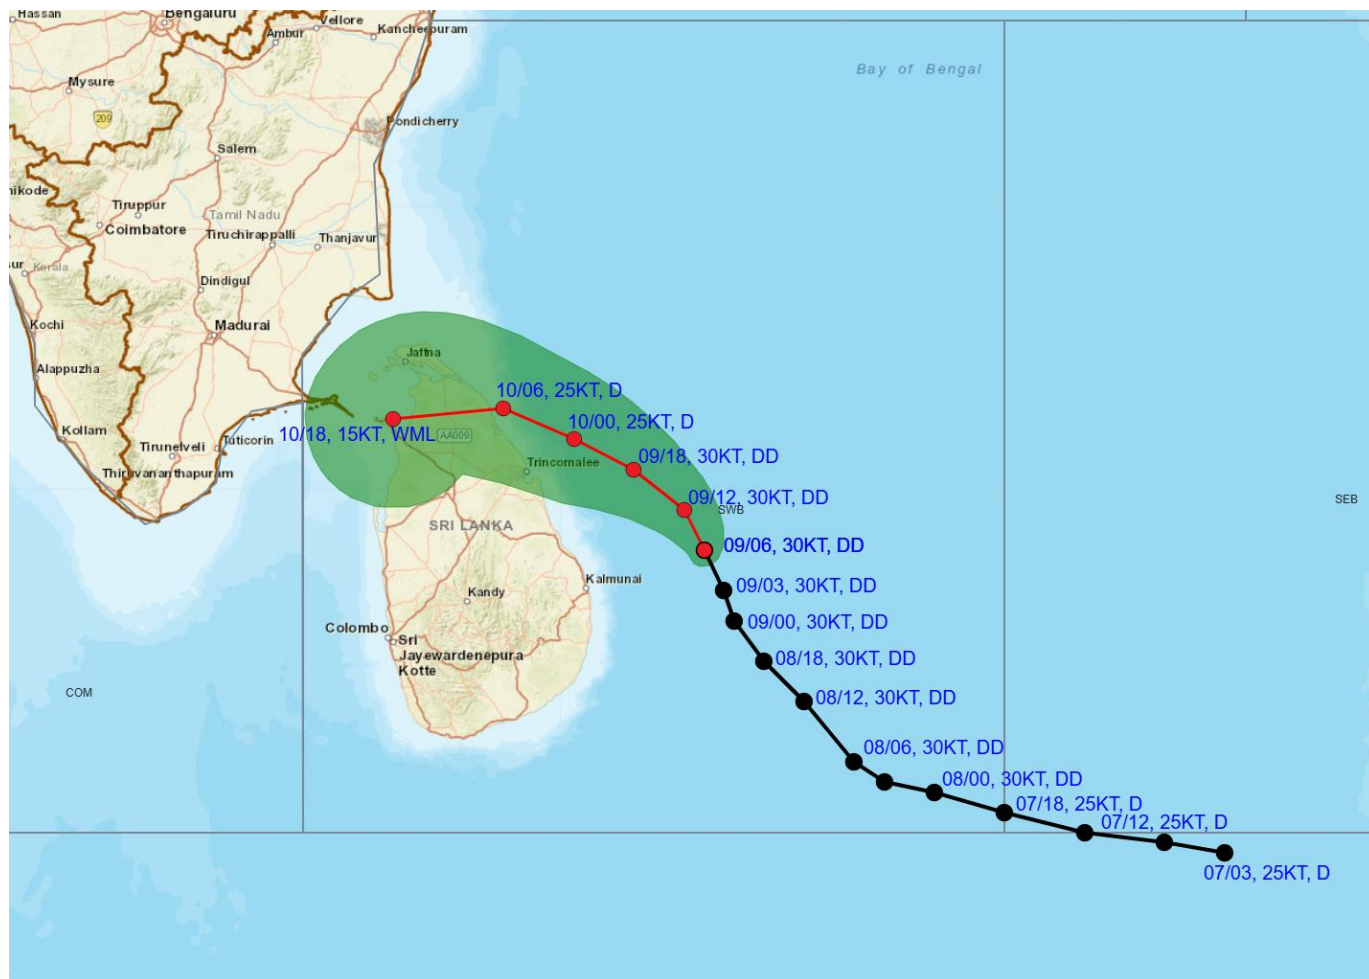 Hassan
Bengaluru
Vellore
Kancheepuram
Ambur
Bay of Bengal
Mysure
209
Pondicherry
Salem
nikode
Tiruppur
Tamil Nadu
Coimbatore
Tiruchirappalli
Thanjavur
ur
Kerala
Dindigul
Kochi
Madurai
Jaffna
Alappuzha
10/06, 25KT, D
10/00, 25KT, D
Kollam
10/18, 15KT, WML
AA009
Tuticorin
Tirunelveli
Trincomalee
09/18, 30KT, DD
Thiruvananthapuram
09/12, 30KT, DD
SEB
SWB
SRI LANKA
09/06, 30KT, DD
Kalmunai
09/03, 30KT, DD
Kandy
09/00, 30KT, DD
Colombo
Sri
Jayewardenepura
Kotte
08/18, 30KT, DD
COM
08/12, 30KT, DD
08/06, 30KT, DD
08/00, 30KT, DD
07/18, 25KT, D
07/12, 25KT, D
07/03, 25KT, D